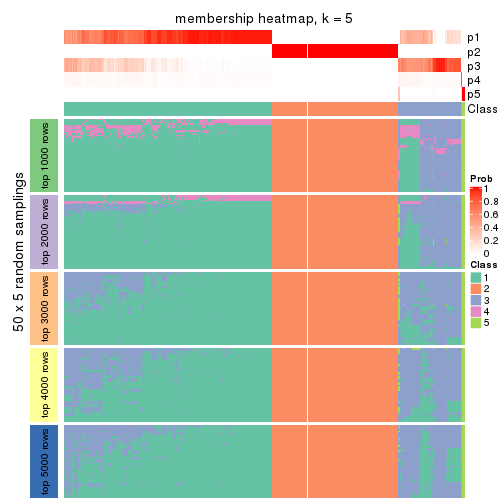 membership heatmap, k = 5
p1
p2
p3
p4
p5
Class
50 x 5 random samplings
top 1000 rows
top 2000 rows
top 3000 rows
top 4000 rows
top 5000 rows
Prob
1
0.8
0.6
0.4
0.2
0
Class
1
2
3
4
5